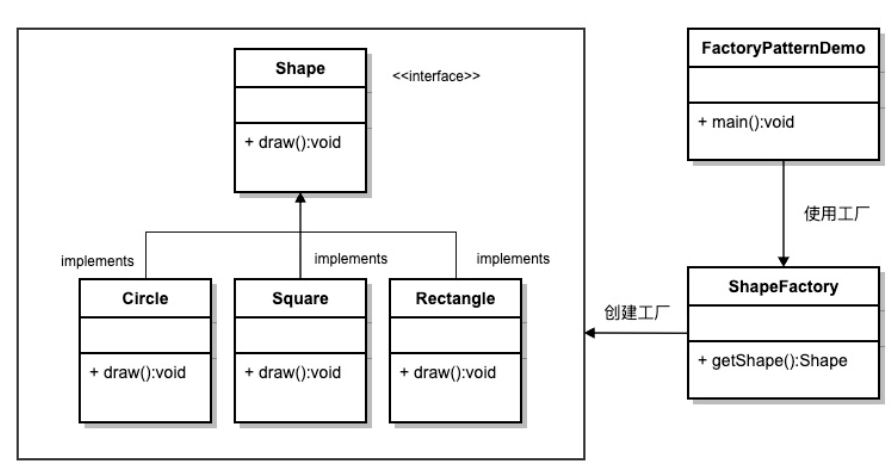 Shape
<<interface>>
+ draw():void
implements
implements
implements
Circle
+ draw():void
Square
+ draw():void
Rectangle
+ draw():void
FactoryPatternDemo
+ main():void
使用工厂
ShapeFactory
+ getShape():Shape
创建工厂